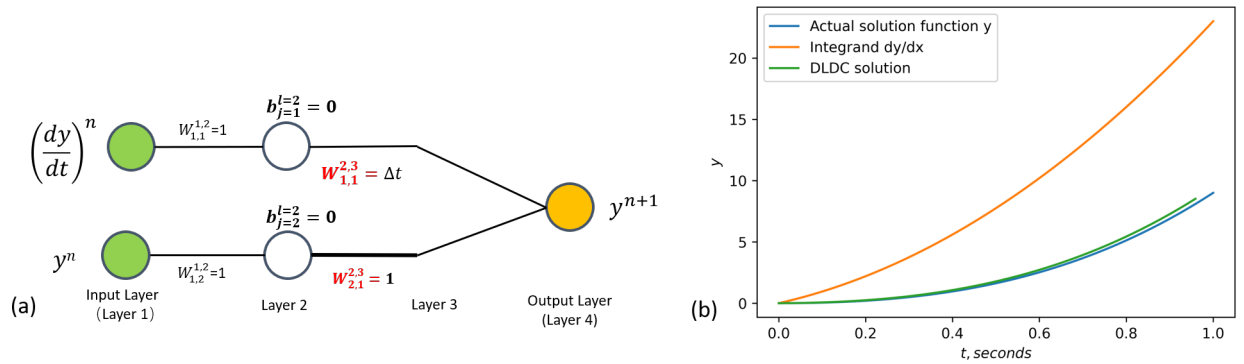 (dy/dt)^n
W_{1,1}^{1,2}=1
b_{j=1}^{l=2} = 0
W_{1,1}^{2,3} = Δt
y^n
W_{1,2}^{1,2}=1
b_{j=2}^{l=2} = 0
W_{2,1}^{2,3} = 1
y^{n+1}
(a)
Input Layer
(Layer 1)
Layer 2
Layer 3
Output Layer
(Layer 4)
(b)
Actual solution function y
Integrand dy/dx
DLDC solution
y
20
15
10
5
0
0.0 0.2 0.4 0.6 0.8 1.0
t, seconds